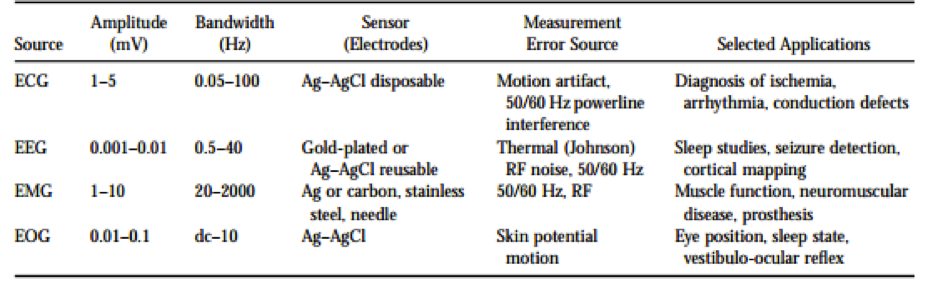 Source Amplitude (mV) Bandwidth (Hz) Sensor (Electrodes) Measurement Error Source Selected Applications
ECG 1–5 0.05–100 Ag–AgCl disposable Motion artifact, 50/60 Hz powerline interference Diagnosis of ischemia, arrhythmia, conduction defects
EEG 0.001–0.01 0.5–40 Gold-plated or Ag–AgCl reusable Thermal (Johnson) RF noise, 50/60 Hz Sleep studies, seizure detection, cortical mapping
EMG 1–10 20–2000 Ag or carbon, stainless steel, needle 50/60 Hz, RF Muscle function, neuromuscular disease, prosthesis
EOG 0.01–0.1 dc–10 Ag–AgCl Skin potential motion Eye position, sleep state, vestibulo-ocular reflex